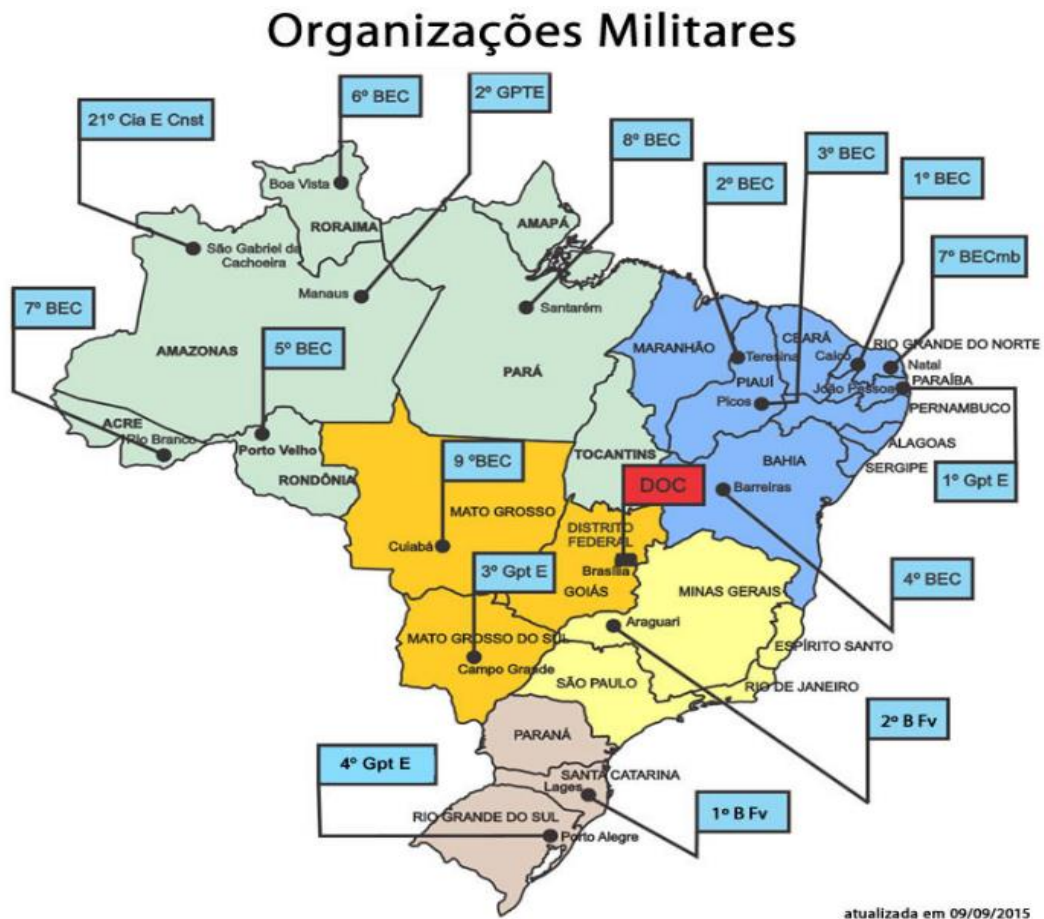 Organizações Militares
6º BEC
2º GPTE
21º Cia E Cnst
8º BEC
3º BEC
2º BEC
1º BEC
Boa Vista
RORAIMA
AMAPÁ
São Gabriel da
Cachoeira
7º BECmb
Manaus
Santarém
7º BEC
5º BEC
AMAZONAS
PARÁ
MARANHÃO
CEARÁ
RIO GRANDE DO NORTE
Teresina
Caicó
Natal
PIAUÍ
João Pessoa
PARAÍBA
Picos
PERNAMBUCO
ACRE
Rio Branco
Porto Velho
RONDÔNIA
9 ºBEC
TOCANTINS
BAHIA
ALAGOAS
SERGIPE
DOC
Barreiras
1º Gpt E
MATO GROSSO
DISTRITO
FEDERAL
Cuiabá
3º Gpt E
Brasília
GOIÁS
MINAS GERAIS
4º BEC
MATO GROSSO DO SUL
Araguari
ESPÍRITO SANTO
Campo Grande
SÃO PAULO
RIO DE JANEIRO
2º B Fv
PARANÁ
4º Gpt E
SANTA CATARINA
Lages
1º B Fv
RIO GRANDE DO SUL
Porto Alegre
atualizada em 09/09/2015